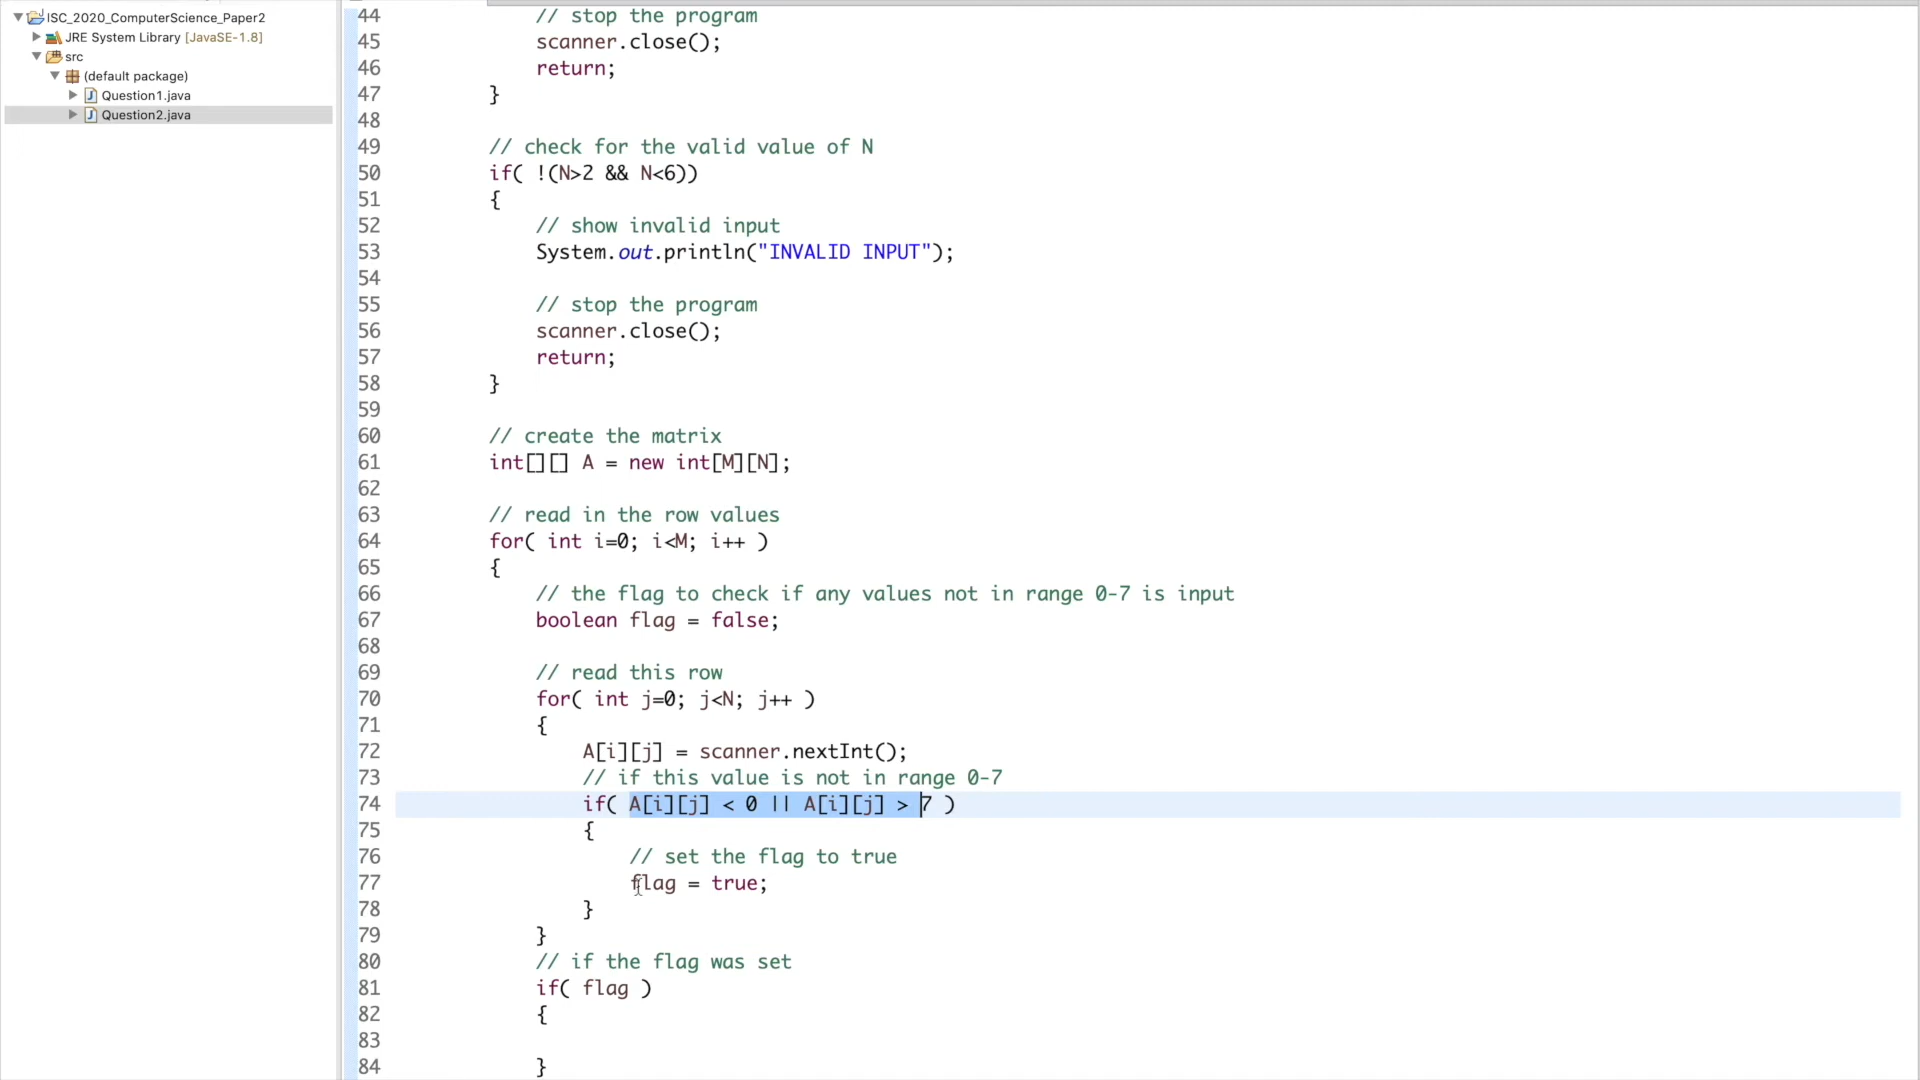 ISC_2020_ComputerScience_Paper2
JRE System Library [JavaSE-1.8]
src
(default package)
Question1.java
Question2.java
44 // stop the program
45 scanner.close();
46 return;
47 }
48
49 // check for the valid value of N
50 if( !(N>2 && N<6))
51 {
52 // show invalid input
53 System.out.println("INVALID INPUT");
54
55 // stop the program
56 scanner.close();
57 return;
58 }
59
60 // create the matrix
61 int[][] A = new int[M][N];
62
63 // read in the row values
64 for( int i=0; i<M; i++ )
65 {
66 // the flag to check if any values not in range 0-7 is input
67 boolean flag = false;
68
69 // read this row
70 for( int j=0; j<N; j++ )
71 {
72 A[i][j] = scanner.nextInt();
73 // if this value is not in range 0-7
74 if( A[i][j] < 0 || A[i][j] > 7 )
75 {
76 // set the flag to true
77 flag = true;
78 }
79 }
80 // if the flag was set
81 if( flag )
82 {
83
84 }